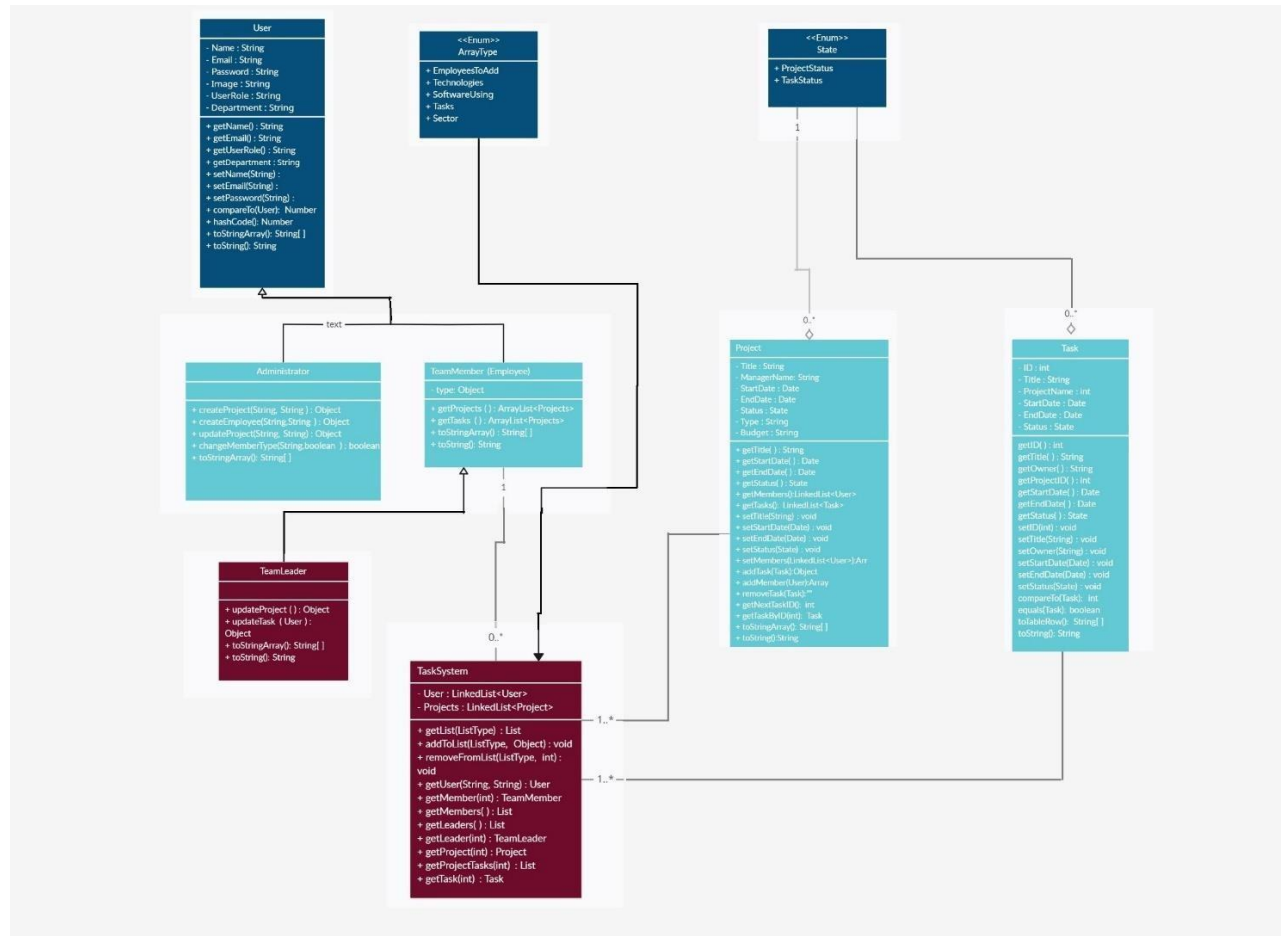 User
- Name : String
- Email : String
- Password : String
- Image : String
- UserRole : String
- Department : String
+ getName() : String
+ getEmail() : String
+ getUserRole() : String
+ getDepartment : String
+ setName(String) :
+ setEmail(String) :
+ setPassword(String) :
+ compareTo(User): Number
+ hashCode(): Number
+ toStringArray(): String[ ]
+ toString(): String
<<Enum>>
ArrayType
+ EmployeesToAdd
+ Technologies
+ SoftwareUsing
+ Tasks
+ Sector
<<Enum>>
State
+ ProjectStatus
+ TaskStatus
1
0..*
0..*
text
Administrator
+ createProject(String, String ) : Object
+ createEmployee(String,String ) : Object
+ updateProject(String, String) : Object
+ changeMemberType(String,boolean ) : boolean
+ toStringArray() : String[ ]
TeamMember (Employee)
- type: Object
+ getProjects ( ) : ArrayList<Projects>
+ getTasks ( ) : ArrayList<Projects>
+ toStringArray() : String[ ]
+ toString(): String
1
0..*
TeamLeader
+ updateProject ( ) : Object
+ updateTask ( User ) :
Object
+ toStringArray(): String[ ]
+ toString(): String
Project
- Title : String
- ManagerName: String
- StartDate : Date
- EndDate : Date
- Status : State
- Type : String
- Budget : String
+ getTitle( ) : String
+ getStartDate( ) : Date
+ getEndDate( ) : Date
+ getStatus( ) : State
+ getMembers():LinkedList<User>
+ getTasks(): LinkedList<Task>
+ setTitle(String) : void
+ setStartDate(Date) : void
+ setEndDate(Date) : void
+ setStatus(State) : void
+ setMembers(LinkedList<User>):Arr
+ addTask(Task):Object
+ addMember(User):Array
+ removeTask(Task):""
+ getNextTaskID(): int
+ getTaskByID(int): Task
+ toStringArray(): String[ ]
+ toString():String
Task
- ID : int
- Title : String
- ProjectName : int
- StartDate : Date
- EndDate : Date
- Status : State
getID( ) : int
getTitle( ) : String
getOwner( ) : String
getProjectID( ) : int
getStartDate( ) : Date
getEndDate( ) : Date
getStatus( ) : State
setID(int) : void
setTitle(String) : void
setOwner(String) : void
setStartDate(Date) : void
setEndDate(Date) : void
setStatus(State) : void
compareTo(Task): int
equals(Task): boolean
toTableRow(): String[ ]
toString(): String
TaskSystem
- User : LinkedList<User>
- Projects : LinkedList<Project>
+ getList(ListType) : List
+ addToList(ListType, Object) : void
+ removeFromList(ListType, int) :
void
+ getUser(String, String) : User
+ getMember(int) : TeamMember
+ getMembers( ) : List
+ getLeaders( ) : List
+ getLeader(int) : TeamLeader
+ getProject(int) : Project
+ getProjectTasks(int) : List
+ getTask(int) : Task
1..*
1..*